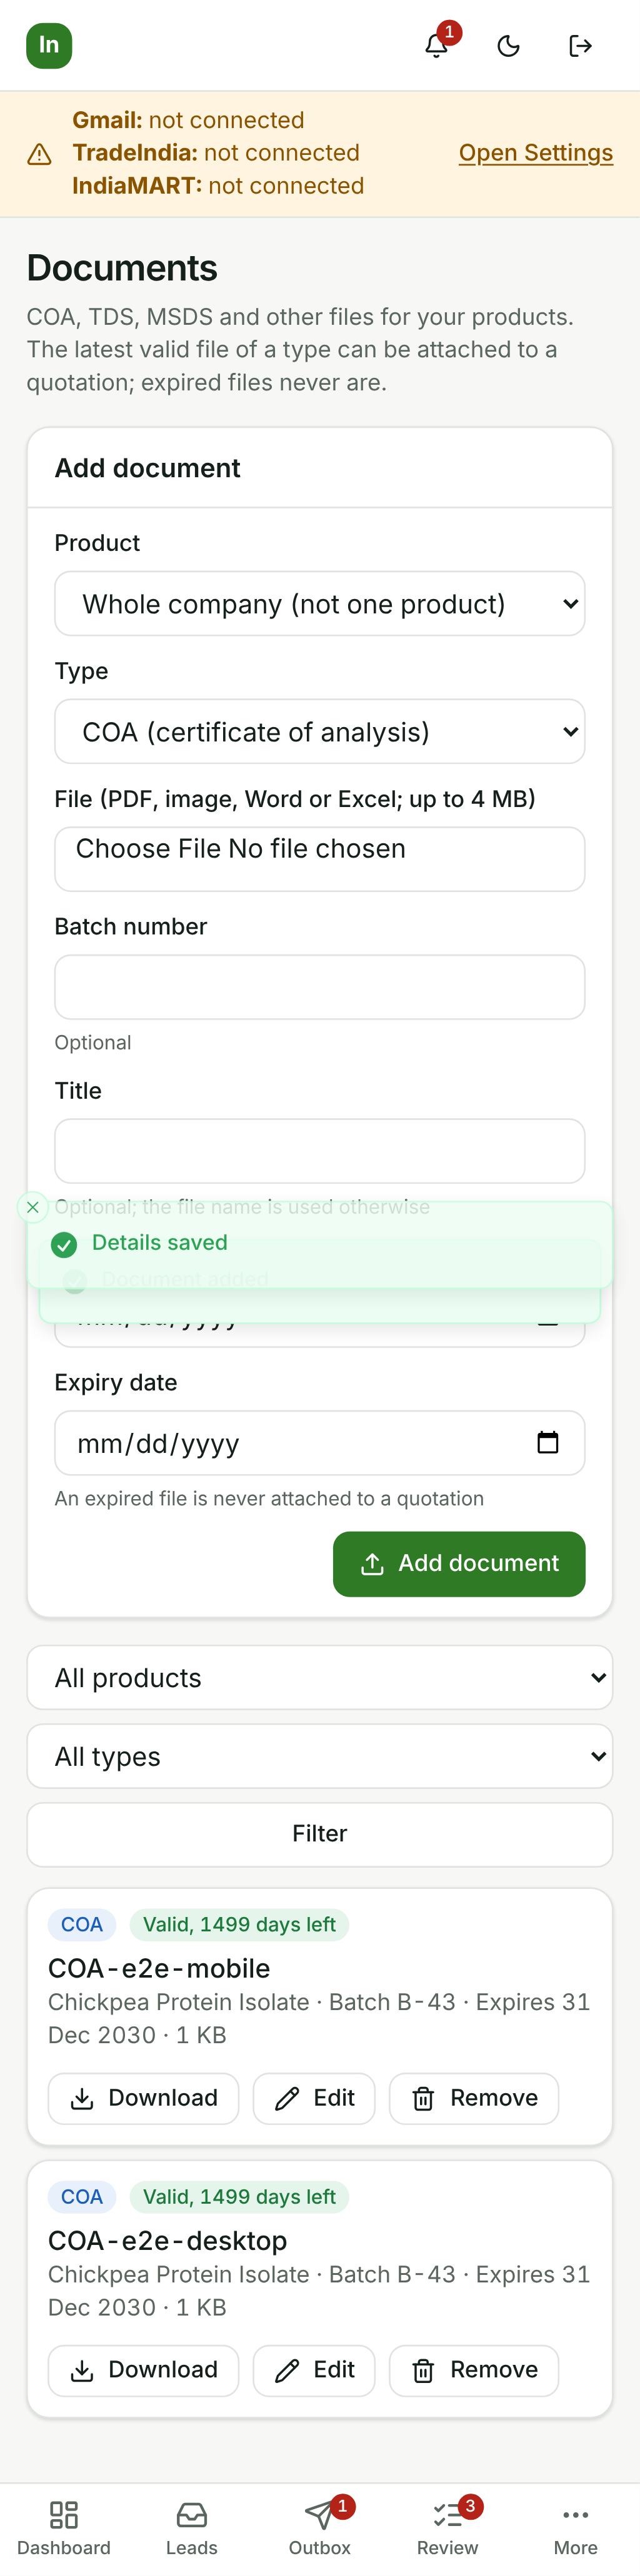 In
1
Gmail: not connected
TradeIndia: not connected
IndiaMART: not connected
Open Settings
Documents
COA, TDS, MSDS and other files for your products.
The latest valid file of a type can be attached to a
quotation; expired files never are.
Add document
Product
Whole company (not one product)
Type
COA (certificate of analysis)
File (PDF, image, Word or Excel; up to 4 MB)
Choose File No file chosen
Batch number
Optional
Title
Optional; the file name is used otherwise
Details saved
Document added
mm/dd/yyyy
Expiry date
mm/dd/yyyy
An expired file is never attached to a quotation
Add document
All products
All types
Filter
COA Valid, 1499 days left
COA-e2e-mobile
Chickpea Protein Isolate · Batch B-43 · Expires 31
Dec 2030 · 1 KB
Download Edit Remove
COA Valid, 1499 days left
COA-e2e-desktop
Chickpea Protein Isolate · Batch B-43 · Expires 31
Dec 2030 · 1 KB
Download Edit Remove
1 3
Dashboard Leads Outbox Review More